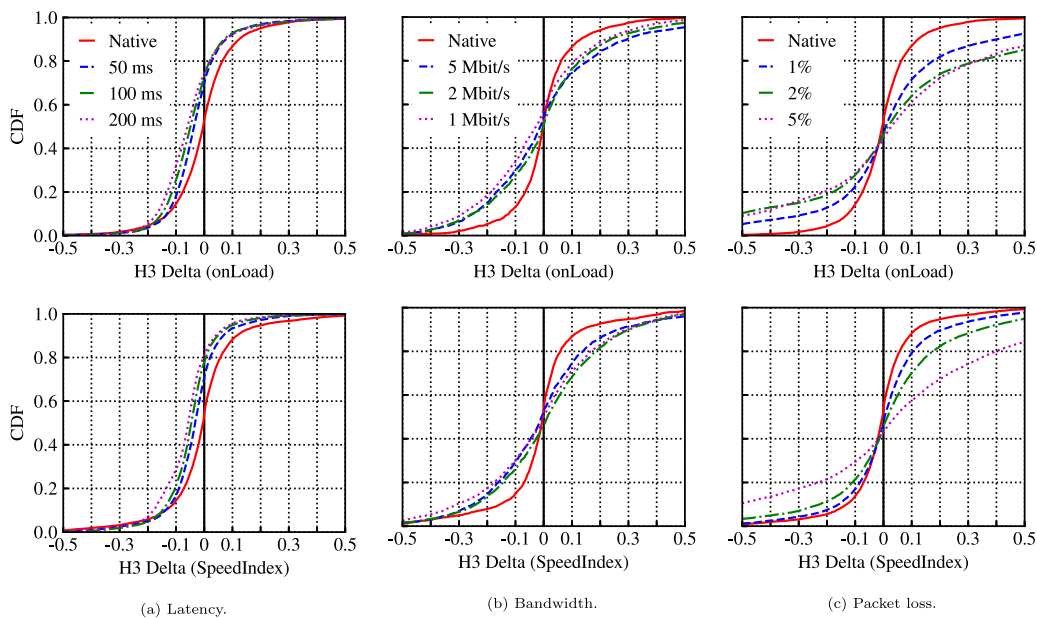 CDF
1.0
0.8
0.6
0.4
0.2
0.0
Native
50 ms
100 ms
200 ms
-0.5 -0.3 -0.1 0 0.1 0.3 0.5
H3 Delta (onLoad)
Native
5 Mbit/s
2 Mbit/s
1 Mbit/s
-0.5 -0.3 -0.1 0 0.1 0.3 0.5
H3 Delta (onLoad)
Native
1%
2%
5%
-0.5 -0.3 -0.1 0 0.1 0.3 0.5
H3 Delta (onLoad)
CDF
1.0
0.8
0.6
0.4
0.2
0.0
-0.5 -0.3 -0.1 0 0.1 0.3 0.5
H3 Delta (SpeedIndex)
-0.5 -0.3 -0.1 0 0.1 0.3 0.5
H3 Delta (SpeedIndex)
-0.5 -0.3 -0.1 0 0.1 0.3 0.5
H3 Delta (SpeedIndex)
(a) Latency.
(b) Bandwidth.
(c) Packet loss.